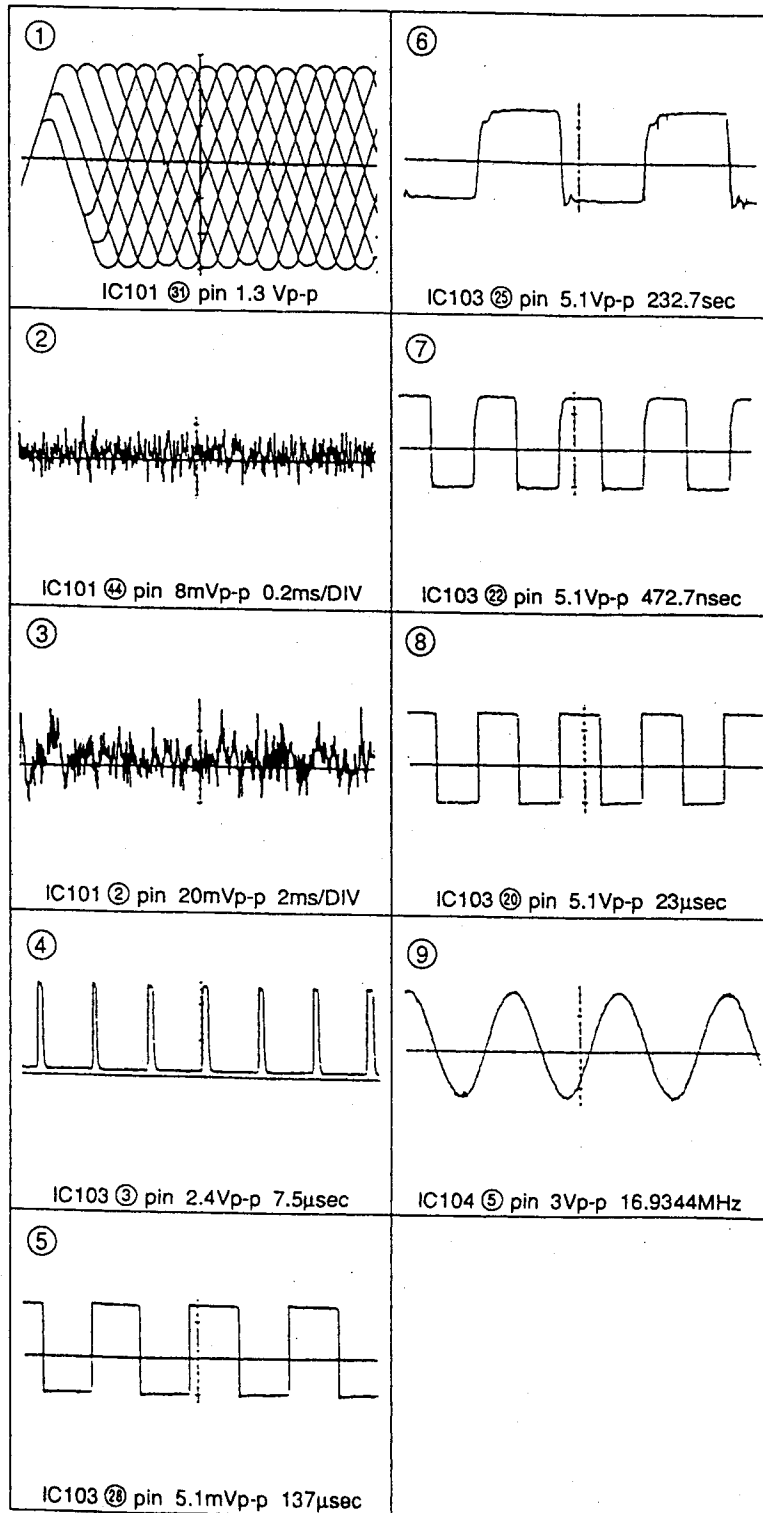 ①
IC101 ㉛ pin 1.3 Vp-p
②
IC101 ㊹ pin 8mVp-p 0.2ms/DIV
③
IC101 ② pin 20mVp-p 2ms/DIV
④
IC103 ③ pin 2.4Vp-p 7.5μsec
⑤
IC103 ㉘ pin 5.1mVp-p 137μsec
⑥
IC103 ㉕ pin 5.1Vp-p 232.7sec
⑦
IC103 ㉒ pin 5.1Vp-p 472.7nsec
⑧
IC103 ⑳ pin 5.1Vp-p 23μsec
⑨
IC104 ⑤ pin 3Vp-p 16.9344MHz